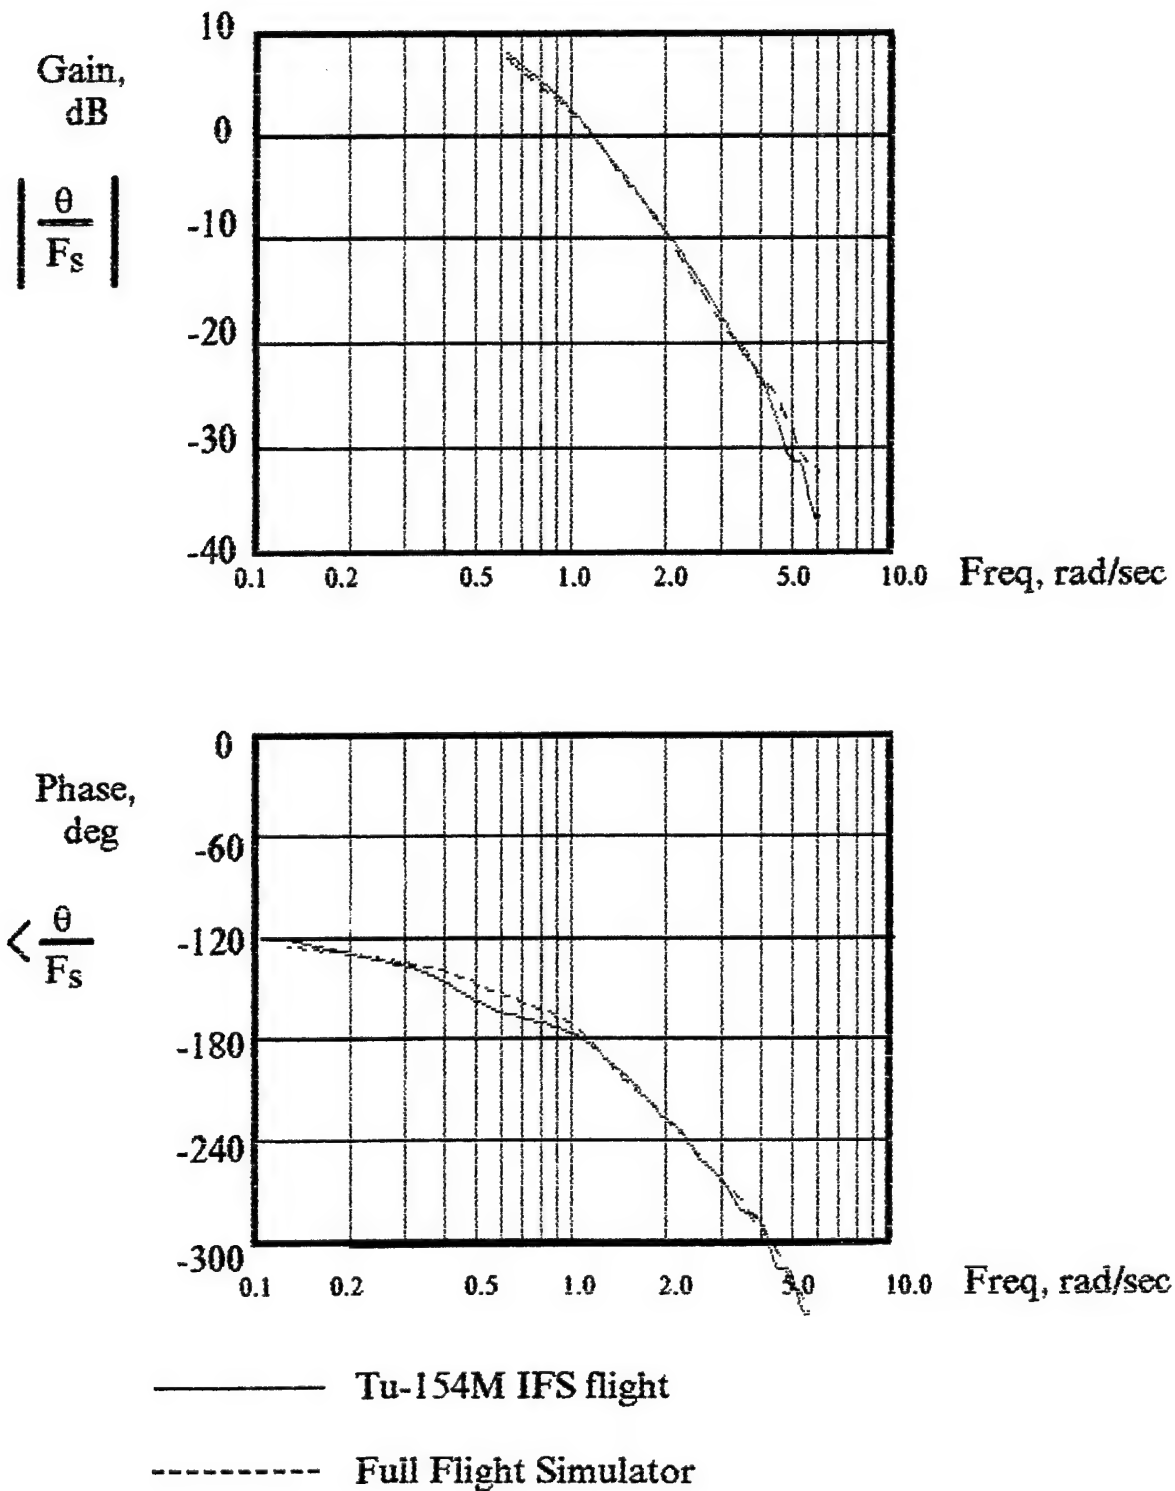 10
Gain,
dB
0
θ
Fs
-10
-20
-30
-40
0.1 0.2 0.5 1.0 2.0 5.0 10.0 Freq, rad/sec
0
Phase,
deg
-60
< θ
Fs
-120
-180
-240
-300
0.1 0.2 0.5 1.0 2.0 5.0 10.0 Freq, rad/sec
Tu-154M IFS flight
Full Flight Simulator